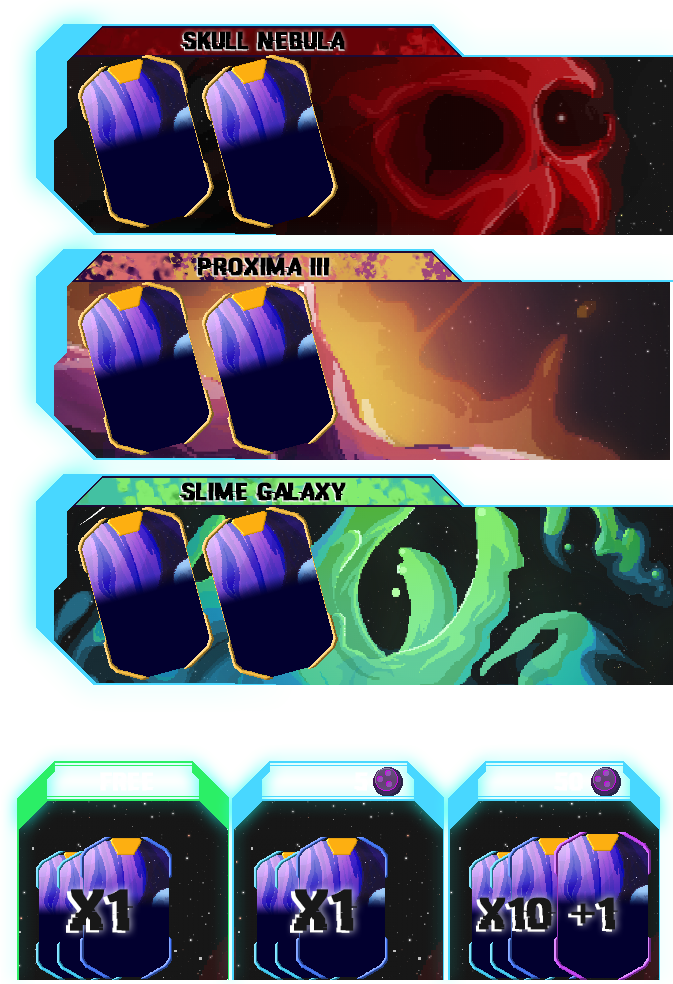 SKULL NEBULA
PROXIMA III
SLIME GALAXY
X1
X1
X10 +1